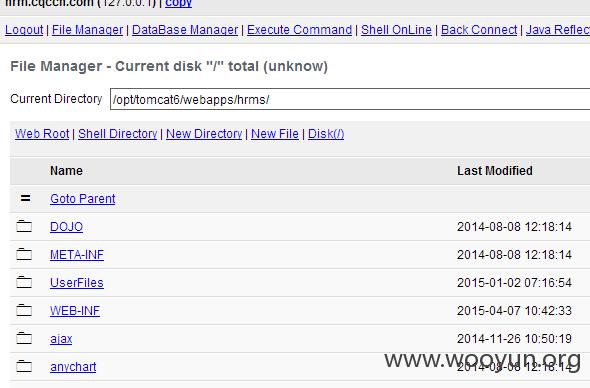 hrm.cqccn.com (127.0.0.1) | copy
Logout | File Manager | DataBase Manager | Execute Command | Shell OnLine | Back Connect | Java Reflec
File Manager - Current disk "/" total (unknow)
Current Directory /opt/tomcat6/webapps/hrms/
Web Root | Shell Directory | New Directory | New File | Disk(/)
Name Last Modified
= Goto Parent
DOJO 2014-08-08 12:18:14
META-INF 2014-08-08 12:18:14
UserFiles 2015-01-02 07:16:54
WEB-INF 2015-04-07 10:42:33
ajax 2014-11-26 10:50:19
anychart 2014-08-08 12:18:14
www.wooyun.org